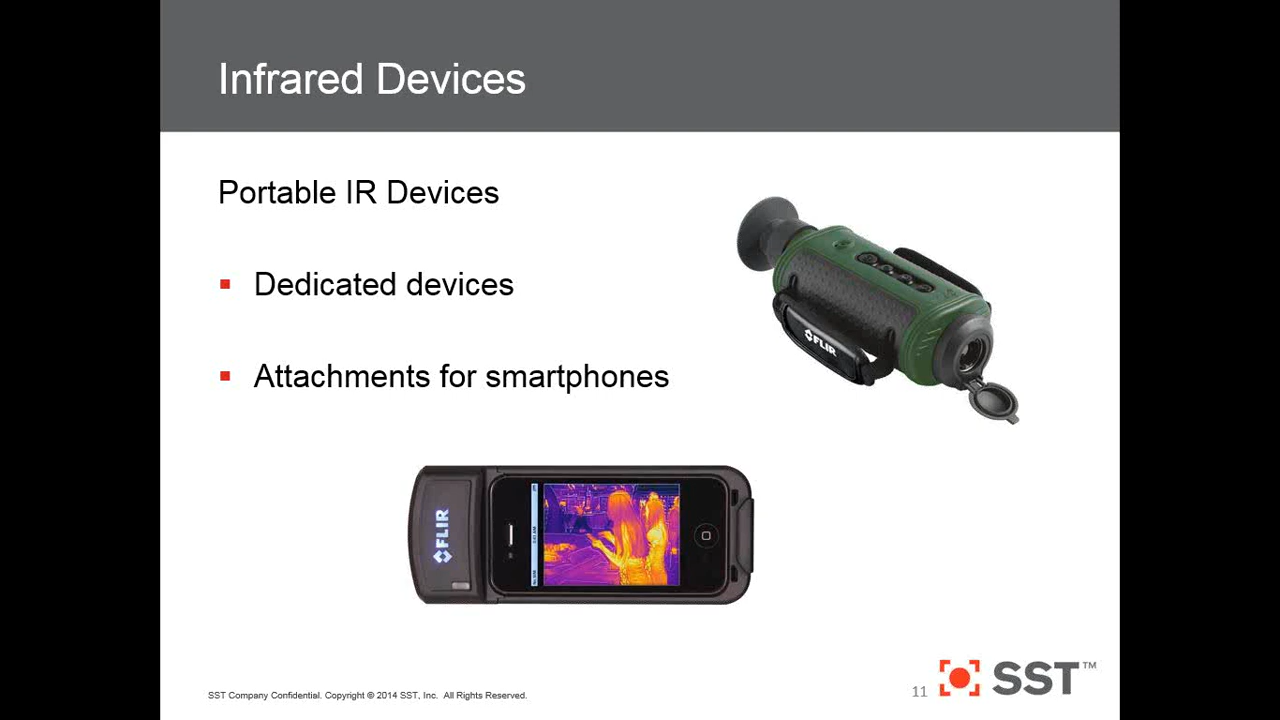 Infrared Devices
Portable IR Devices
▪ Dedicated devices
▪ Attachments for smartphones
FLIR
FLIR
SST Company Confidential. Copyright © 2014 SST, Inc. All Rights Reserved.
11
SST™